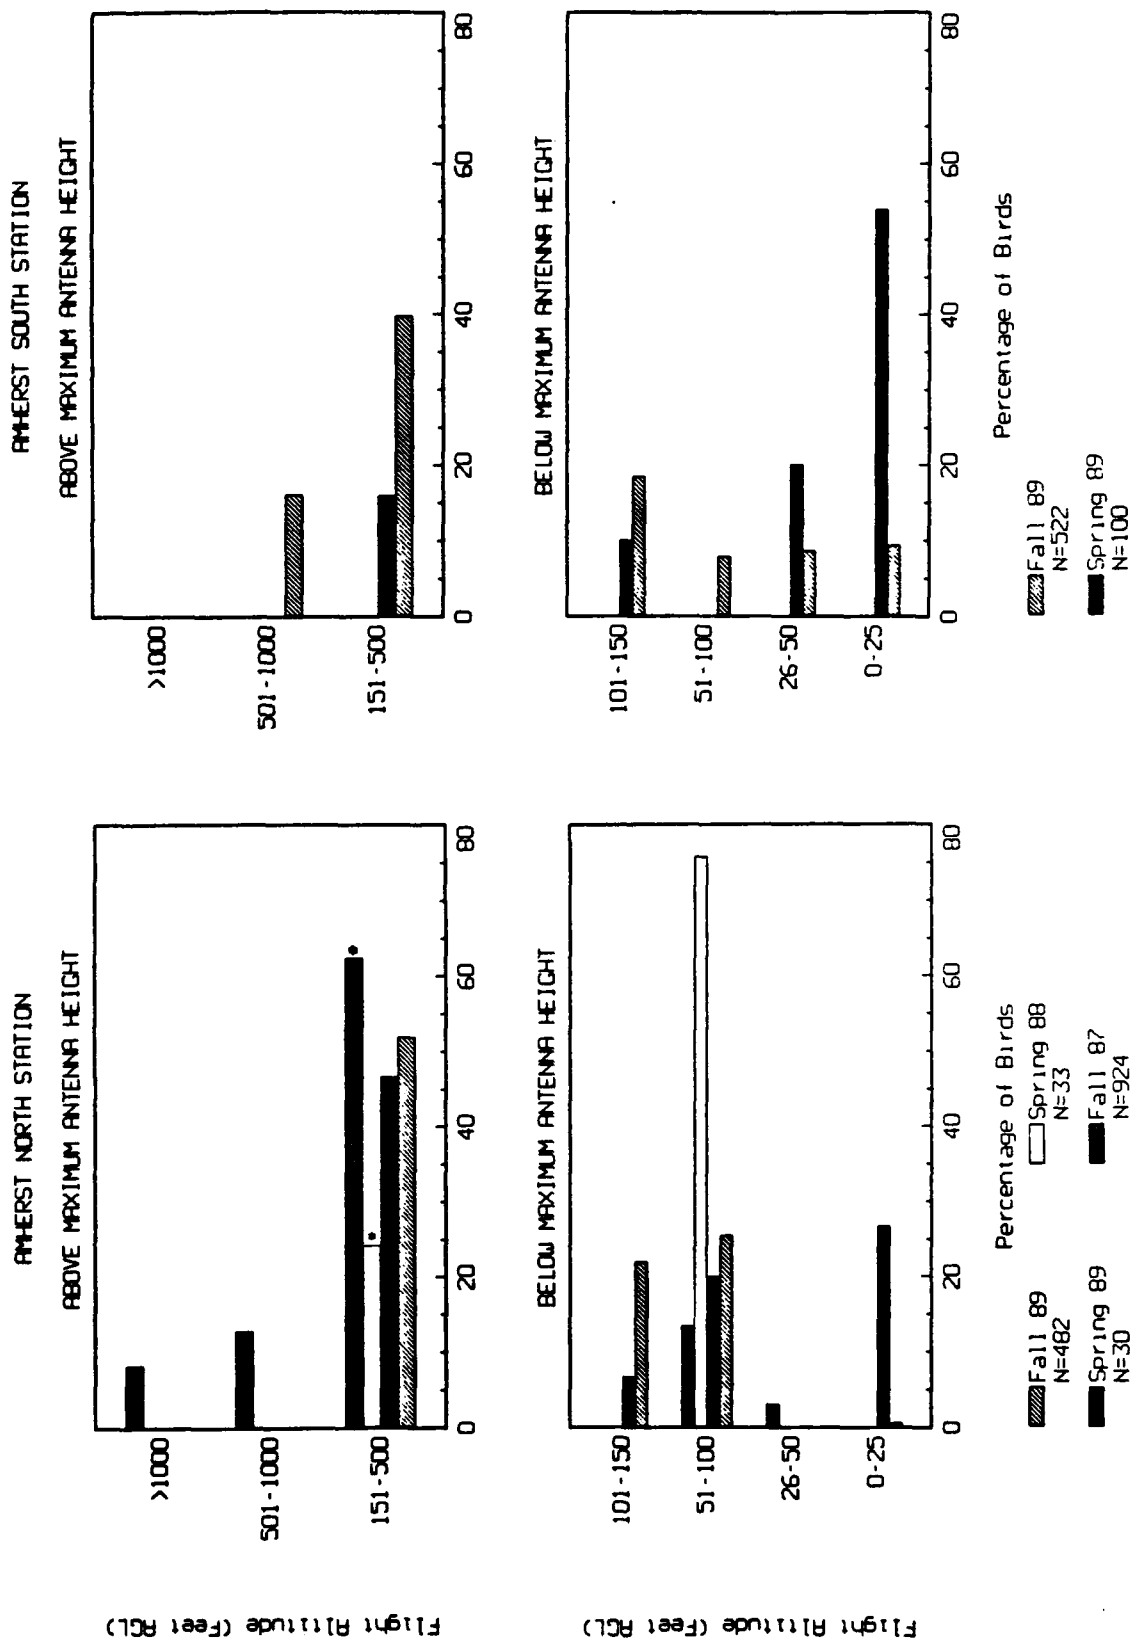 AMHERST NORTH STATION
ABOVE MAXIMUM ANTENNA HEIGHT
>1000
501-1000
151-500
*
*
0 20 40 60 80
BELOW MAXIMUM ANTENNA HEIGHT
101-150
51-100
26-50
0-25
0 20 40 60 80
Percentage of Birds
Flight Altitude (Feet AGL)
Flight Altitude (Feet AGL)
Fall 89
N=482
Spring 88
N=33
Spring 89
N=30
Fall 87
N=924
AMHERST SOUTH STATION
ABOVE MAXIMUM ANTENNA HEIGHT
>1000
501-1000
151-500
0 20 40 60 80
BELOW MAXIMUM ANTENNA HEIGHT
101-150
51-100
26-50
0-25
0 20 40 60 80
Percentage of Birds
Fall 89
N=522
Spring 89
N=100